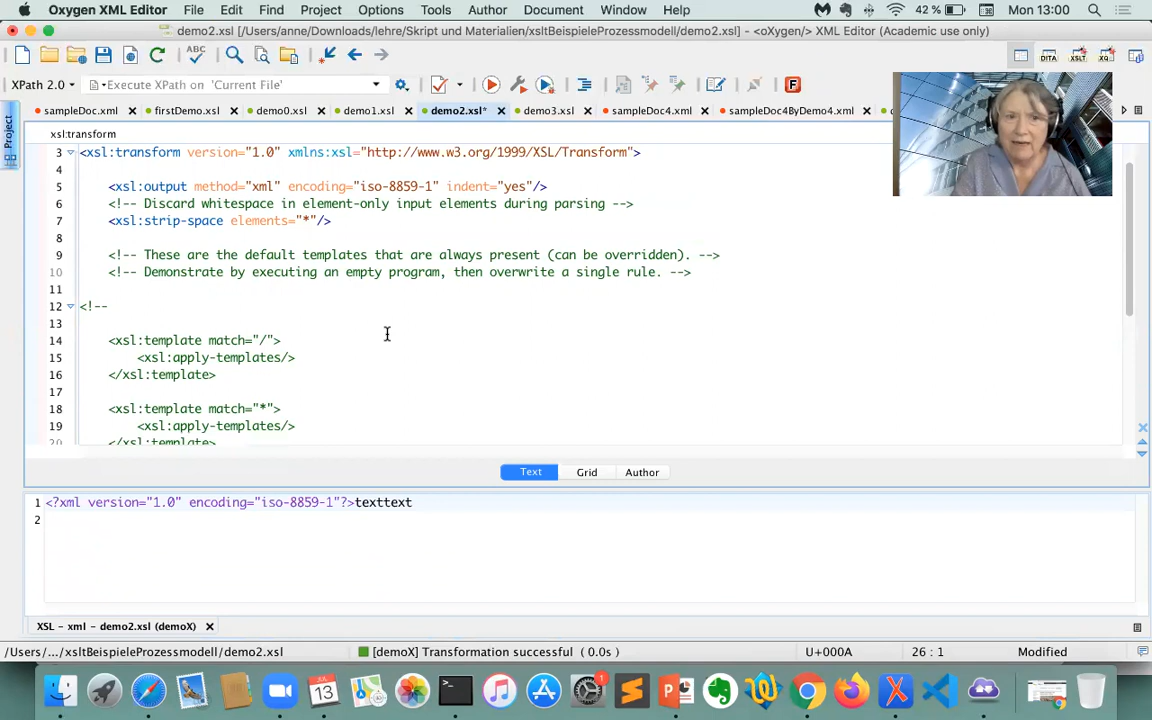 Oxygen XML Editor File Edit Find Project Options Tools Author Document Window Help 42 % Mon 13:00
demo2.xsl [/Users/anne/Downloads/lehre/Skript und Materialien/xsltBeispieleProzessmodell/demo2.xsl] - <oXygen/> XML Editor (Academic use only)
XPath 2.0 Execute XPath on 'Current File'
sampleDoc.xml firstDemo.xsl demo0.xsl demo1.xsl demo2.xsl* demo3.xsl sampleDoc4.xml sampleDoc4ByDemo4.xml
Project
xsl:transform
3 <xsl:transform version="1.0" xmlns:xsl="http://www.w3.org/1999/XSL/Transform">
4
5 <xsl:output method="xml" encoding="iso-8859-1" indent="yes"/>
6 <!-- Discard whitespace in element-only input elements during parsing -->
7 <xsl:strip-space elements="*"/>
8
9 <!-- These are the default templates that are always present (can be overridden). -->
10 <!-- Demonstrate by executing an empty program, then overwrite a single rule. -->
11
12 <!--
13
14 <xsl:template match="/">
15 <xsl:apply-templates/>
16 </xsl:template>
17
18 <xsl:template match="*">
19 <xsl:apply-templates/>
20 </xsl:template>
Text Grid Author
1 <?xml version="1.0" encoding="iso-8859-1"?>texttext
2
XSL - xml - demo2.xsl (demoX)
/Users/.../xsltBeispieleProzessmodell/demo2.xsl [demoX] Transformation successful ( 0.0s ) U+000A 26 : 1 Modified